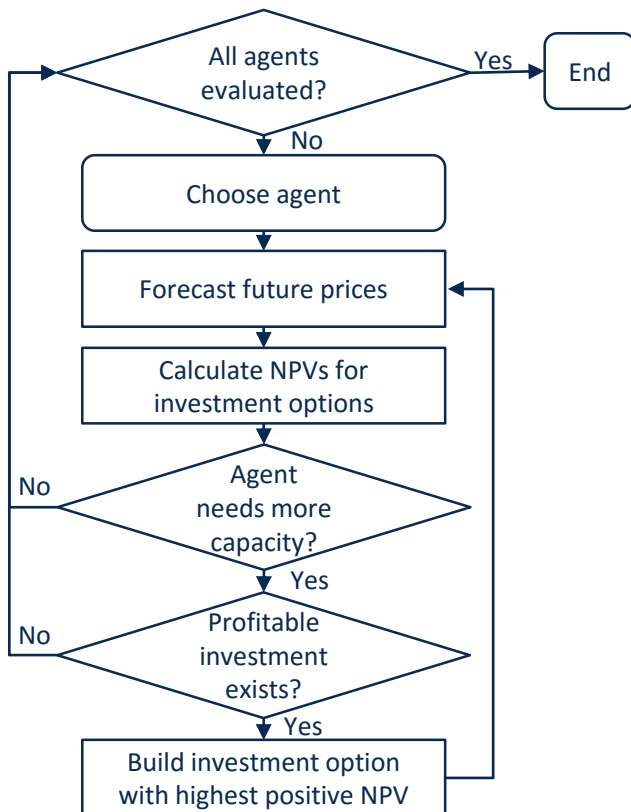 All agents
evaluated?
Yes
End
No
Choose agent
Forecast future prices
Calculate NPVs for
investment options
No
Agent
needs more
capacity?
Yes
No
Profitable
investment
exists?
Yes
Build investment option
with highest positive NPV